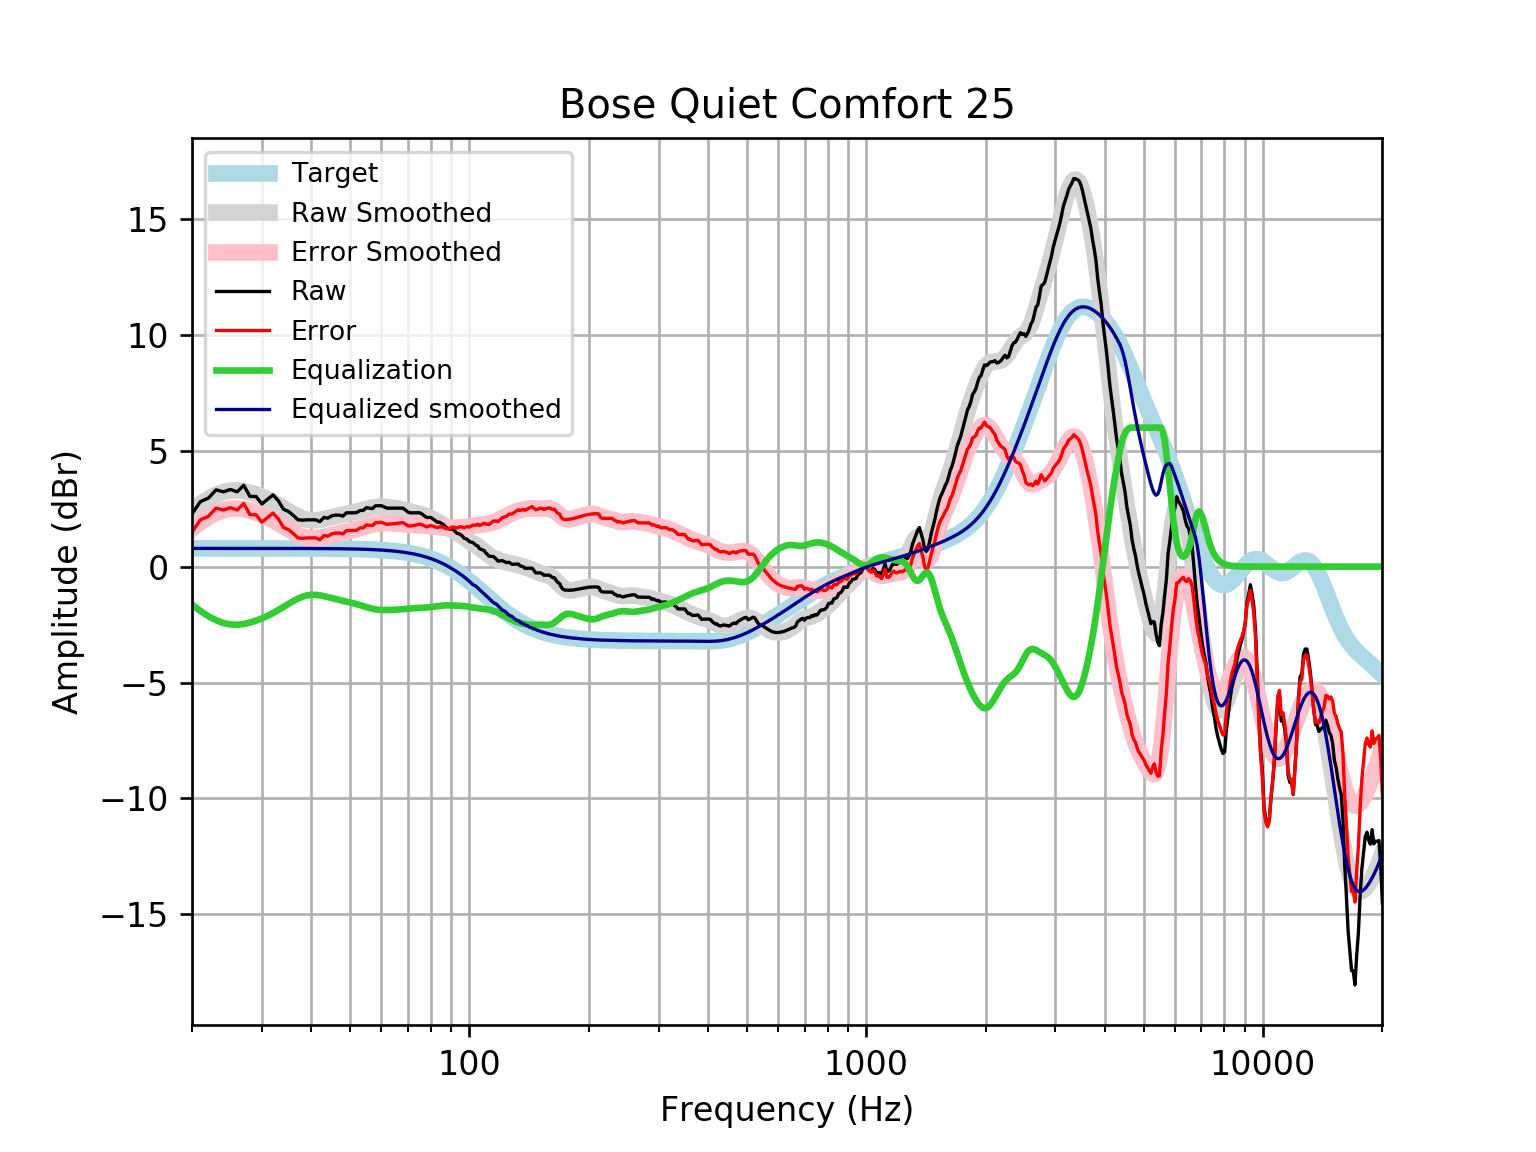 Bose Quiet Comfort 25
Target
Raw Smoothed
Error Smoothed
Raw
Error
Equalization
Equalized smoothed
15
10
5
0
−5
−10
−15
Amplitude (dBr)
100
1000
10000
Frequency (Hz)